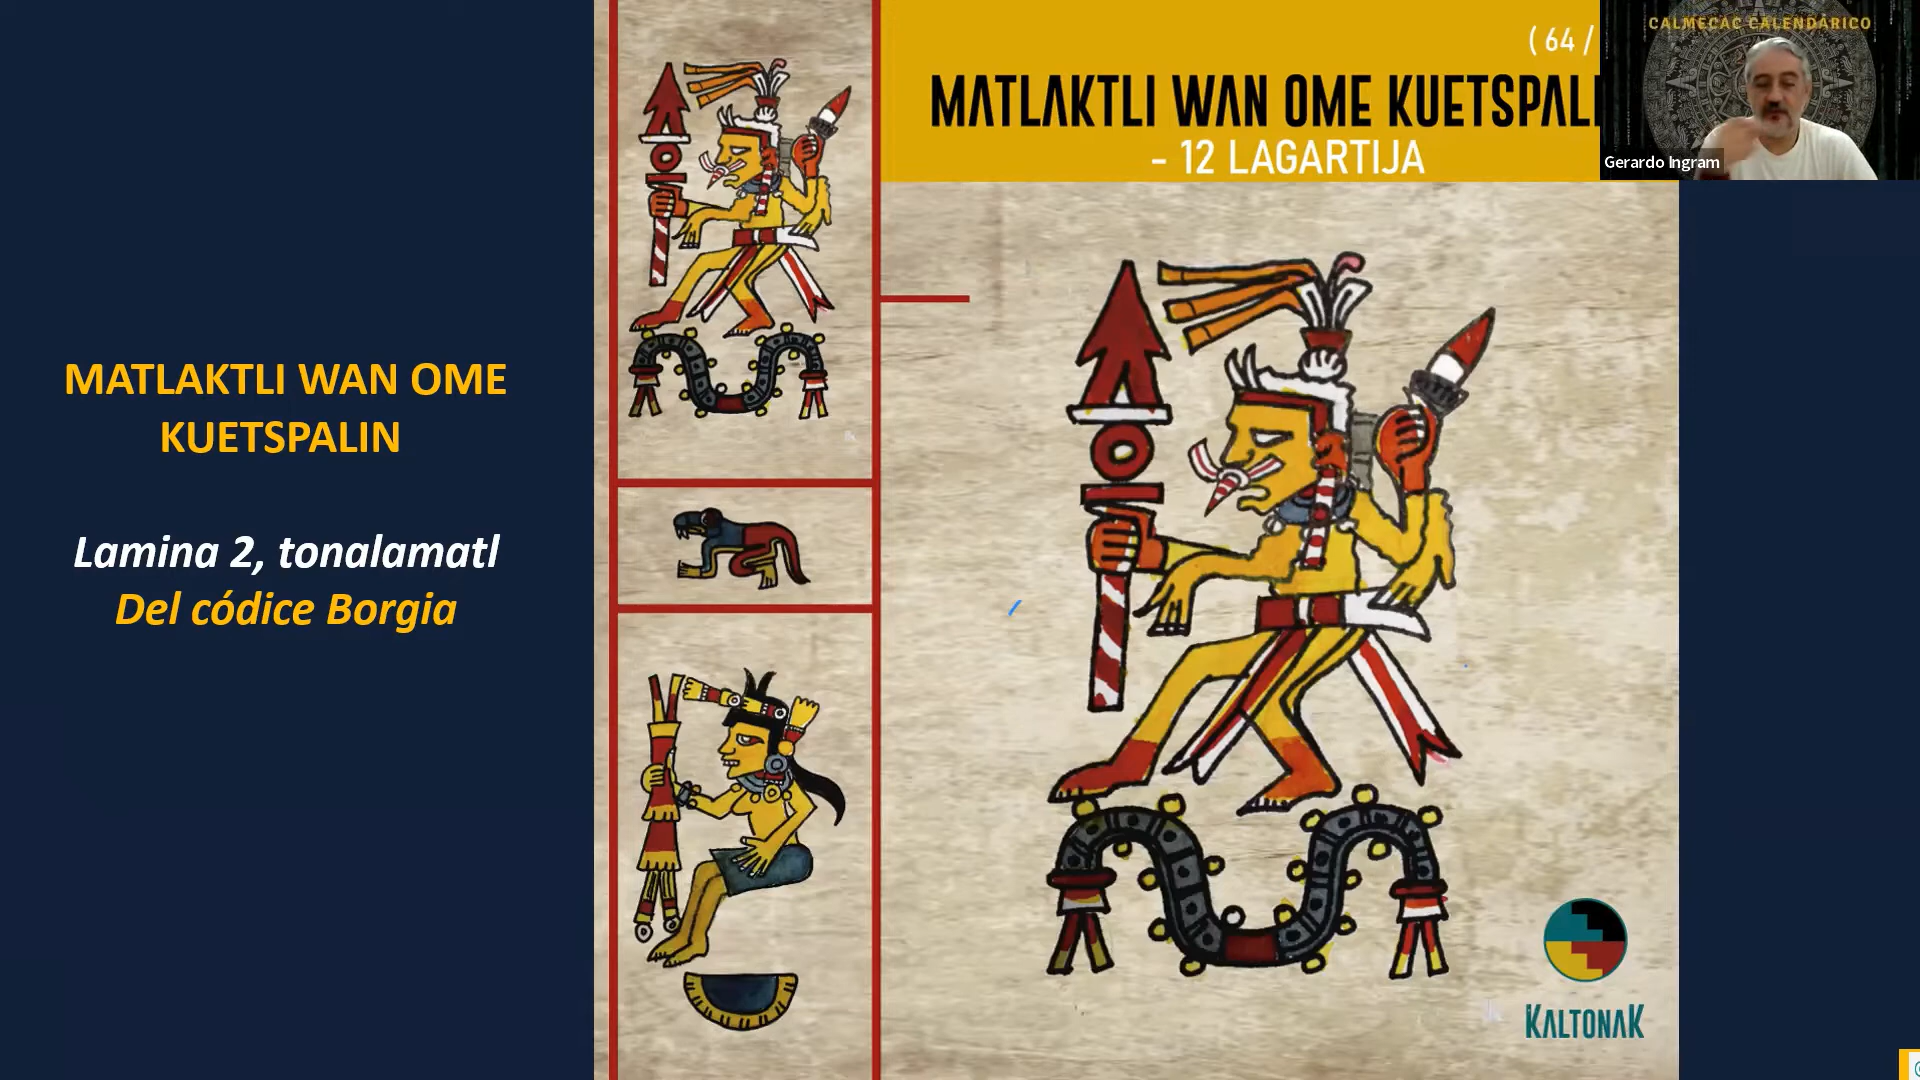 MATLAKTLI WAN OME
KUETSPALIN
Lamina 2, tonalamatl
Del códice Borgia
( 64 /
MATLAKTLI WAN OME KUETSPALI
- 12 LAGARTIJA
CALMECAC CALENDÁRICO
Gerardo Ingram
KALTONAK